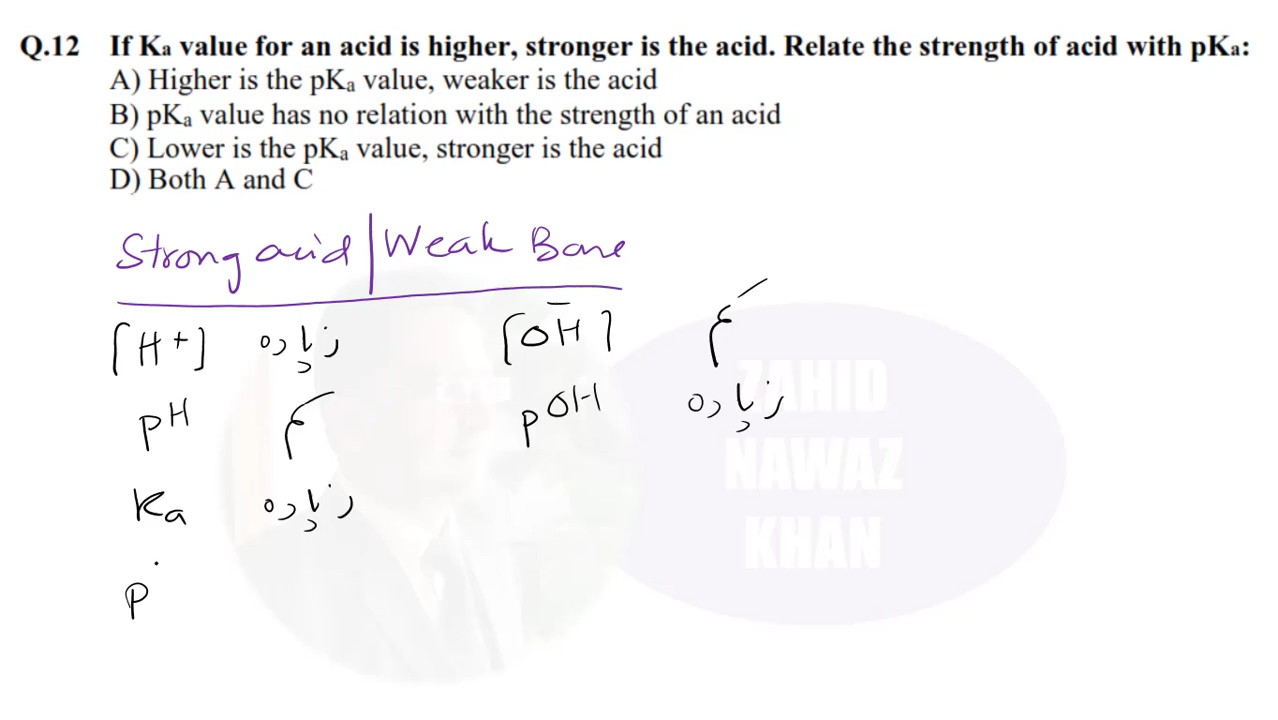 Q.12 If Ka value for an acid is higher, stronger is the acid. Relate the strength of acid with pKa:
A) Higher is the pKa value, weaker is the acid
B) pKa value has no relation with the strength of an acid
C) Lower is the pKa value, stronger is the acid
D) Both A and C
Strong acid | Weak Base
[H+] زیادہ [OH-] کم
pH کم pOH زیادہ
Ka زیادہ
P
ZAHID
NAWAZ
KHAN